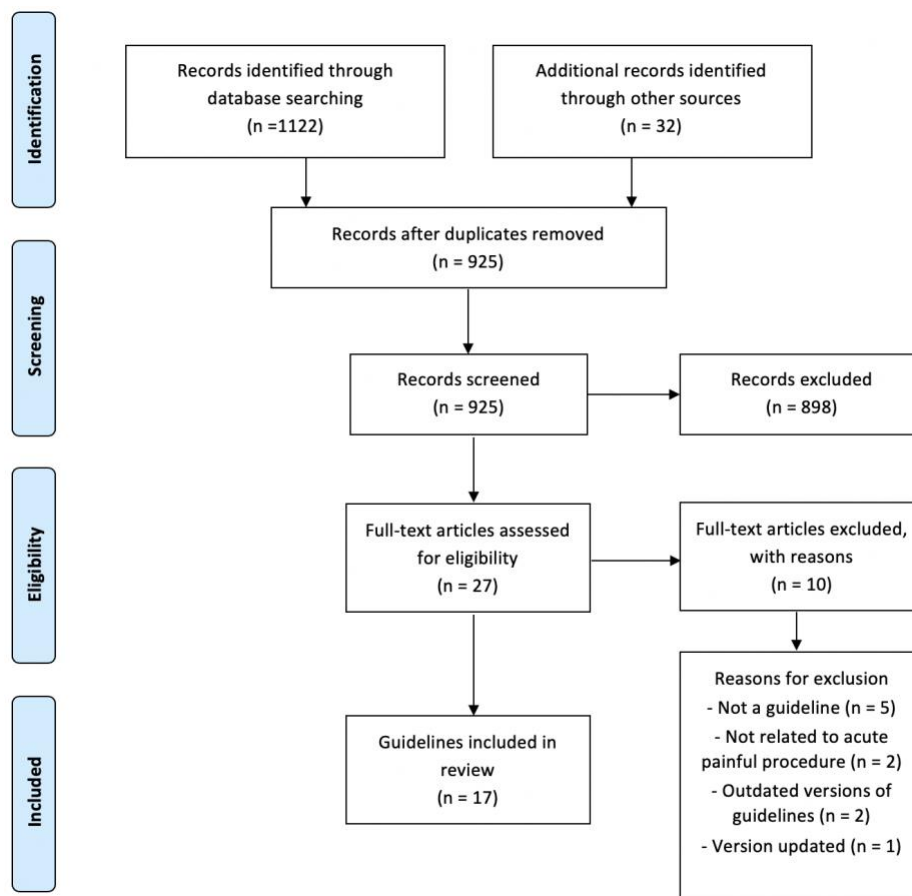 Identification
Records identified through
database searching
(n =1122)
Additional records identified
through other sources
(n = 32)
Records after duplicates removed
(n = 925)
Screening
Records screened
(n = 925)
Records excluded
(n = 898)
Eligibility
Full-text articles assessed
for eligibility
(n = 27)
Full-text articles excluded,
with reasons
(n = 10)
Reasons for exclusion
- Not a guideline (n = 5)
- Not related to acute
painful procedure (n = 2)
- Outdated versions of
guidelines (n = 2)
- Version updated (n = 1)
Included
Guidelines included in
review
(n = 17)